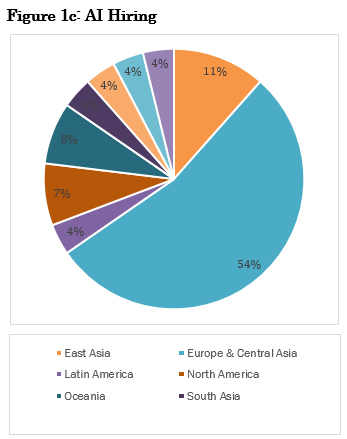 Figure 1c: AI Hiring
4% 4% 11%
4%
8%
7%
4%
54%
East Asia Europe & Central Asia
Latin America North America
Oceania South Asia